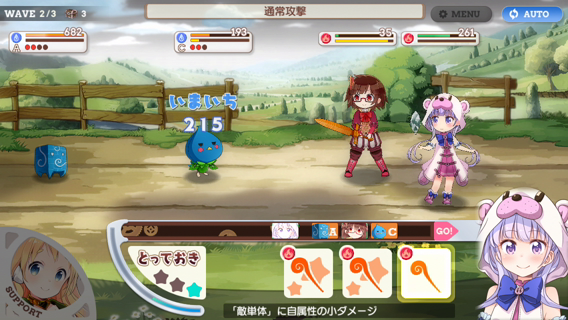 WAVE 2/3 3
通常攻撃
MENU
AUTO
682
A
193
C
35
261
いまいち
215
A
C
GO!
とっておき
SUPPORT
「敵単体」に自属性の小ダメージ